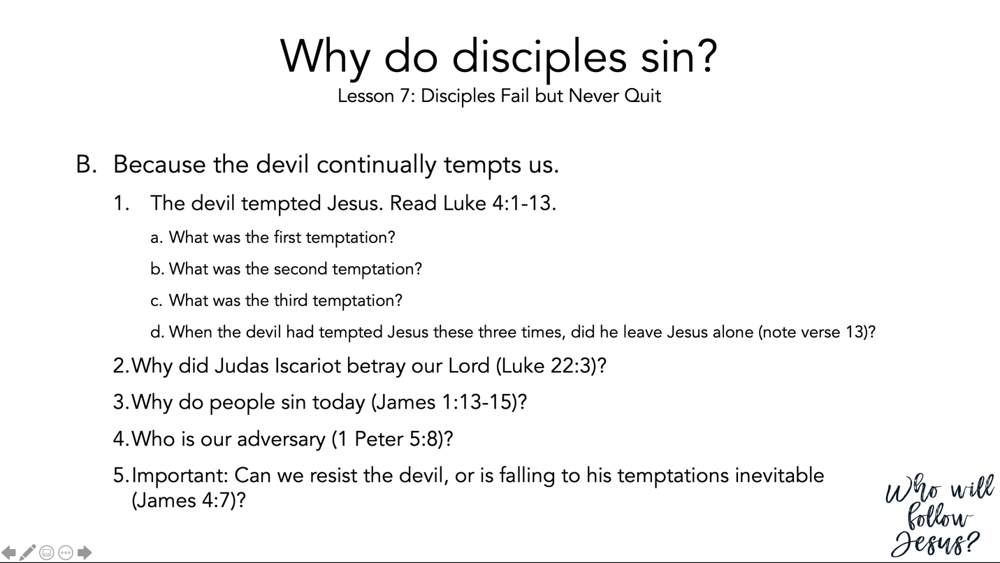 Why do disciples sin?
Lesson 7: Disciples Fail but Never Quit
B. Because the devil continually tempts us.
1. The devil tempted Jesus. Read Luke 4:1-13.
a. What was the first temptation?
b. What was the second temptation?
c. What was the third temptation?
d. When the devil had tempted Jesus these three times, did he leave Jesus alone (note verse 13)?
2. Why did Judas Iscariot betray our Lord (Luke 22:3)?
3. Why do people sin today (James 1:13-15)?
4. Who is our adversary (1 Peter 5:8)?
5. Important: Can we resist the devil, or is falling to his temptations inevitable
(James 4:7)?
Who will
follow
Jesus?